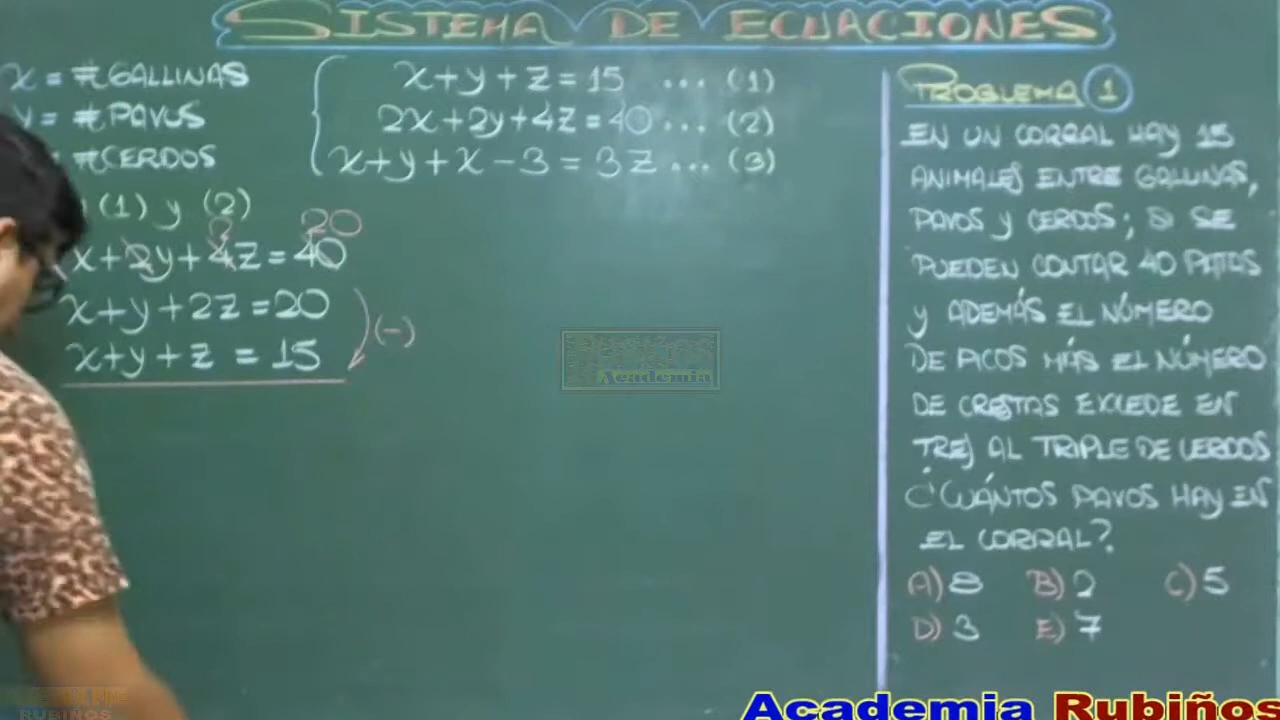 SISTEMA DE ECUACIONES
x = #GALLINAS
y = #PAVOS
= #CERDOS
x+y+z=15 ... (1)
2x+2y+4z=40... (2)
x+y+x-3=3z... (3)
(1) y (2)
2 20
x+2y+4z=40
x+y+2z=20
x+y+z=15
(-)
PROBLEMA 1
EN UN CORRAL HAY 15
ANIMALES ENTRE GALLINAS,
PAVOS y CERDOS; SI SE
PUEDEN CONTAR 40 PATAS
y ADEMÁS EL NÚMERO
DE PICOS MÁS EL NÚMERO
DE CRESTAS EXCEDE EN
TRES AL TRIPLE DE CERDOS
¿CUÁNTOS PAVOS HAY EN
EL CORRAL?
A) 8 B) 2 C) 5
D) 3 E) 7
Academia
Academia Rubiños
RUBIÑOS